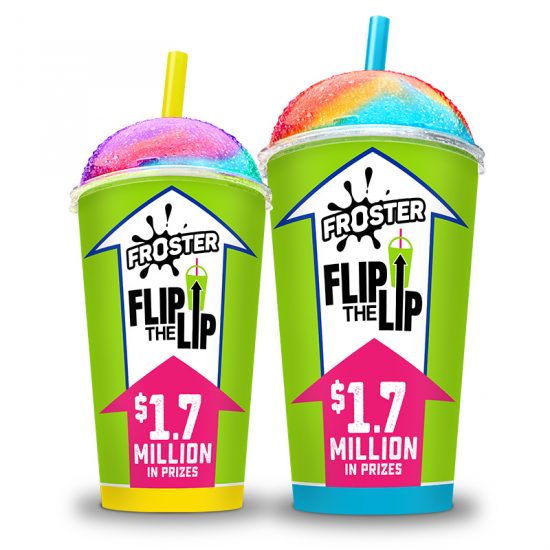 FROSTER
FLIP
THE LIP
$1.7
MILLION
IN PRIZES
FROSTER
FLIP
THE LIP
$1.7
MILLION
IN PRIZES